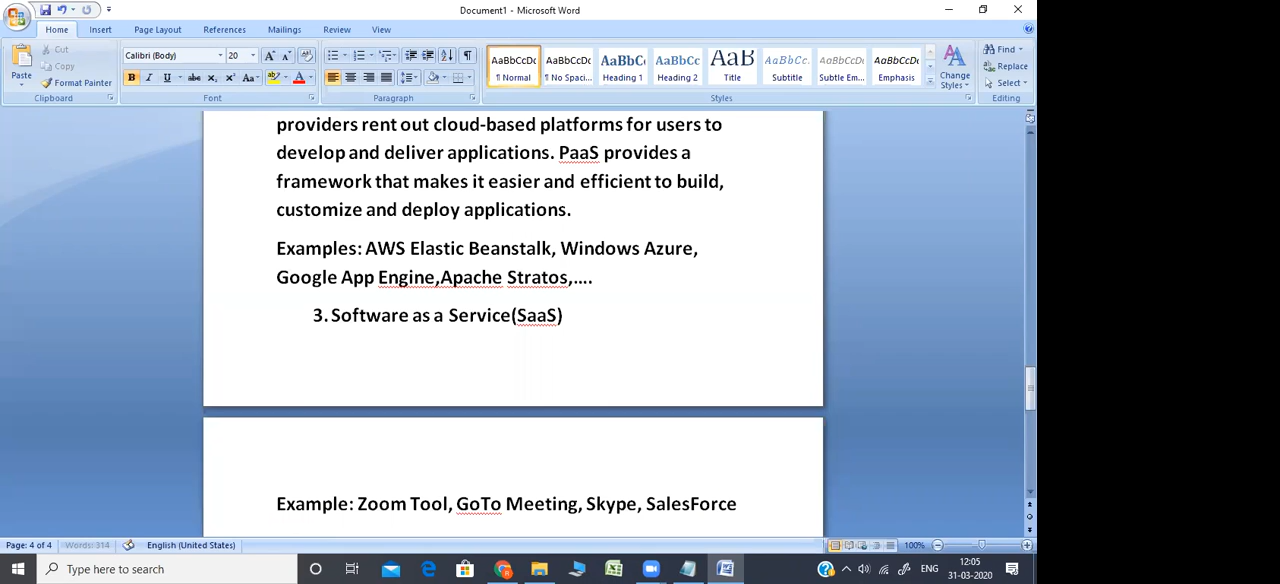 Document1 - Microsoft Word
Home Insert Page Layout References Mailings Review View
Cut
Copy
Format Painter
Paste
Clipboard
Calibri (Body) 20
Font
Paragraph
AaBbCcDc AaBbCcDc AaBbCc AaBbCc AaB AaBbCc. AaBbCcDc AaBbCcDc
¶ Normal ¶ No Spaci... Heading 1 Heading 2 Title Subtitle Subtle Em... Emphasis
Change Styles
Styles
Find
Replace
Select
Editing
providers rent out cloud-based platforms for users to
develop and deliver applications. PaaS provides a
framework that makes it easier and efficient to build,
customize and deploy applications.
Examples: AWS Elastic Beanstalk, Windows Azure,
Google App Engine,Apache Stratos,....
3. Software as a Service(SaaS)
Example: Zoom Tool, GoTo Meeting, Skype, SalesForce
Page: 4 of 4 Words: 314 English (United States) 100%
Type here to search
ENG
12:05
31-03-2020